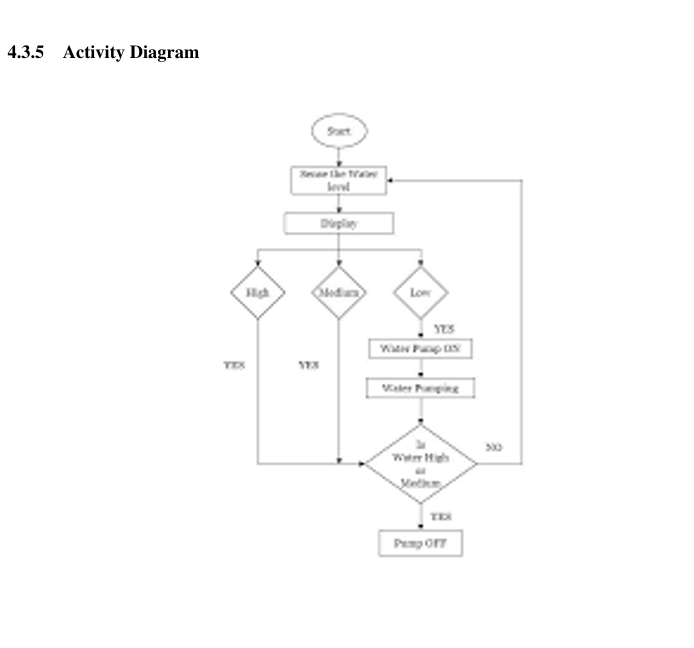 4.3.5 Activity Diagram
Start
Sense the Water
level
Display
High
Medium
Low
YES
Water Pump ON
YES
YES
Water Pumping
Is
Water High
or
Medium
NO
YES
Pump OFF